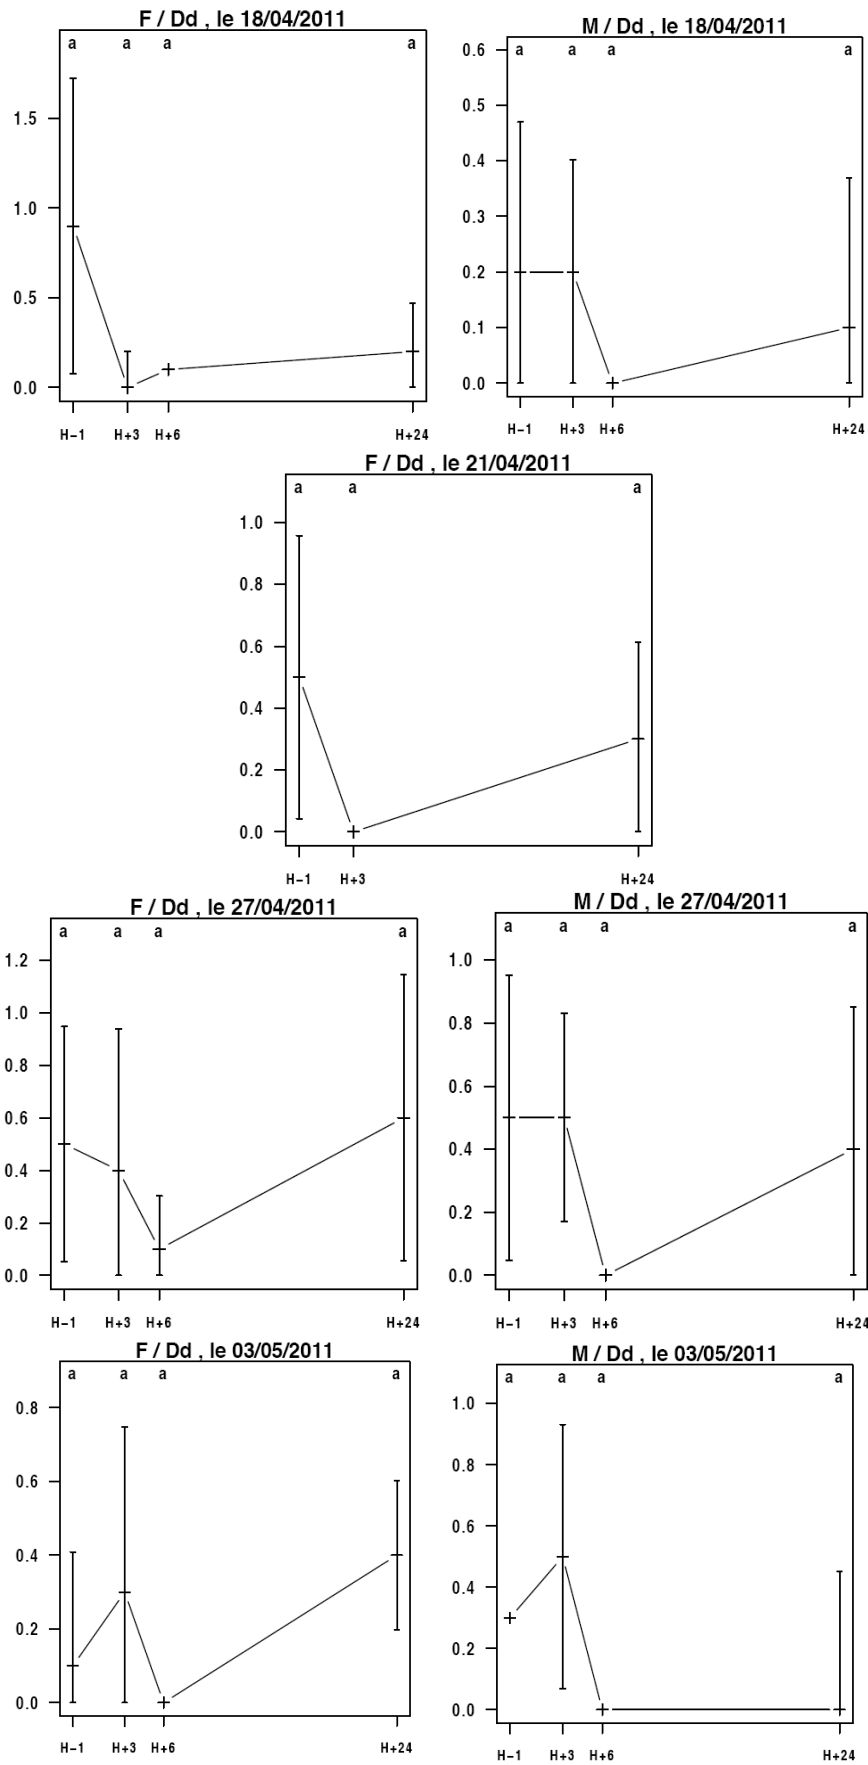 F / Dd , le 18/04/2011
a a a a
1.5
1.0
0.5
0.0
H−1 H+3 H+6 H+24
M / Dd , le 18/04/2011
a a a a
0.6
0.5
0.4
0.3
0.2
0.1
0.0
H−1 H+3 H+6 H+24
F / Dd , le 21/04/2011
a a a
1.0
0.8
0.6
0.4
0.2
0.0
H−1 H+3 H+24
F / Dd , le 27/04/2011
a a a a
1.2
1.0
0.8
0.6
0.4
0.2
0.0
H−1 H+3 H+6 H+24
M / Dd , le 27/04/2011
a a a a
1.0
0.8
0.6
0.4
0.2
0.0
H−1 H+3 H+6 H+24
F / Dd , le 03/05/2011
a a a a
0.8
0.6
0.4
0.2
0.0
H−1 H+3 H+6 H+24
M / Dd , le 03/05/2011
a a a a
1.0
0.8
0.6
0.4
0.2
0.0
H−1 H+3 H+6 H+24